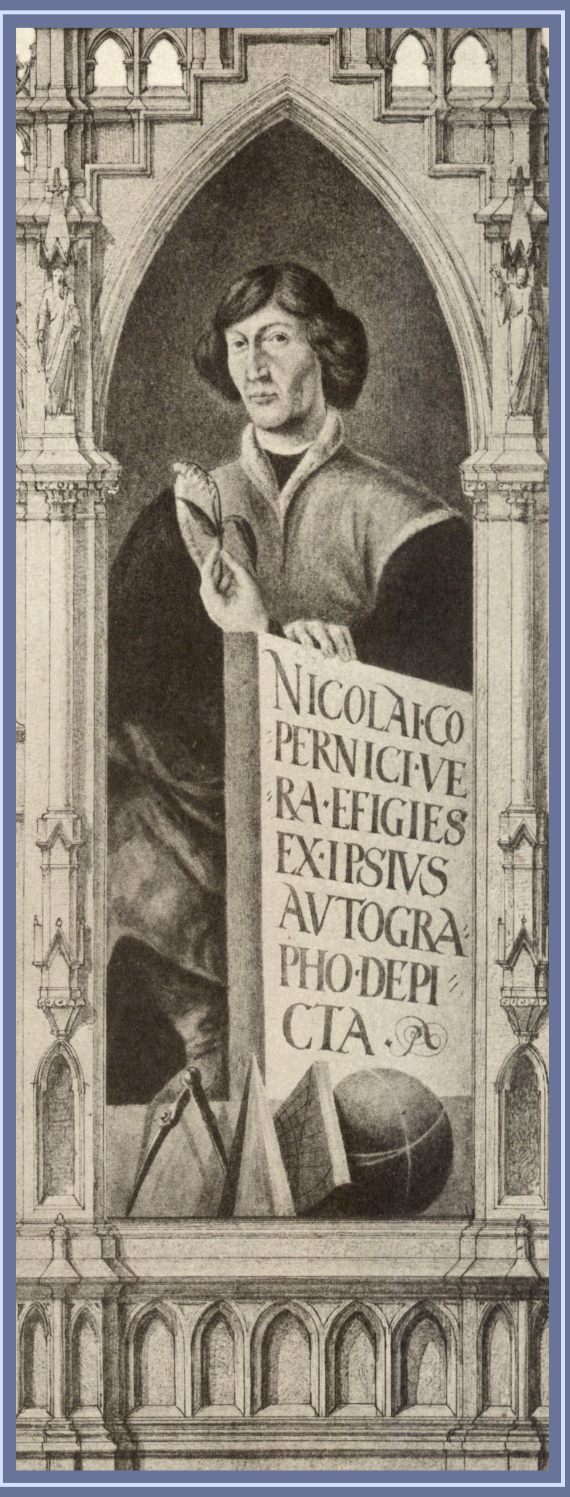 NICOLAI·CO
PERNICI·VE
RA·EFIGIES
EX·IPSIVS
AVTOGRA⸗
PHO·DEPI⸗
CTA·